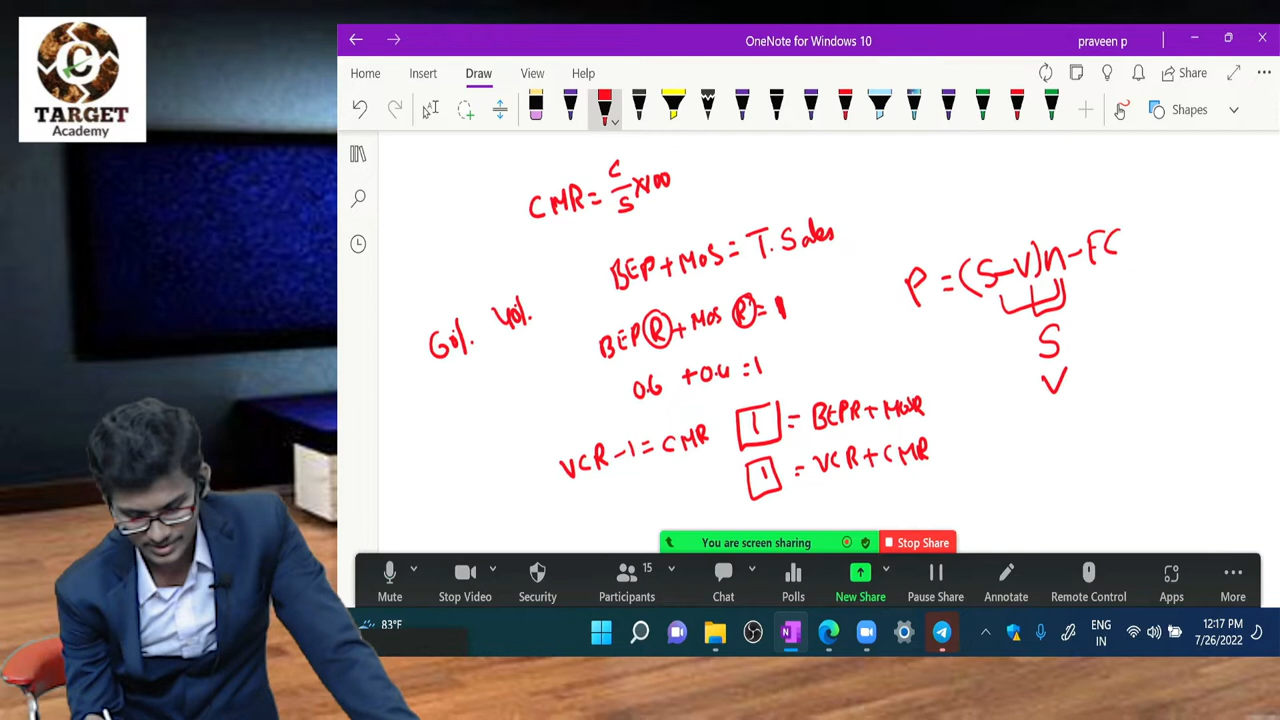 C
TARGET
Academy
OneNote for Windows 10
praveen p
Home Insert Draw View Help
Share
Shapes
CMR = C/S × 100
BEP + MOS = T. Sales
P = (S-V)n - FC
S
V
60% 40%
BEP R + MOS R = 1
0.6 + 0.4 = 1
VCR - 1 = CMR
1 = BEPR + MOSR
1 = VCR + CMR
You are screen sharing
Stop Share
15
Mute Stop Video Security Participants Chat Polls New Share Pause Share Annotate Remote Control Apps More
83°F
ENG
IN
12:17 PM
7/26/2022